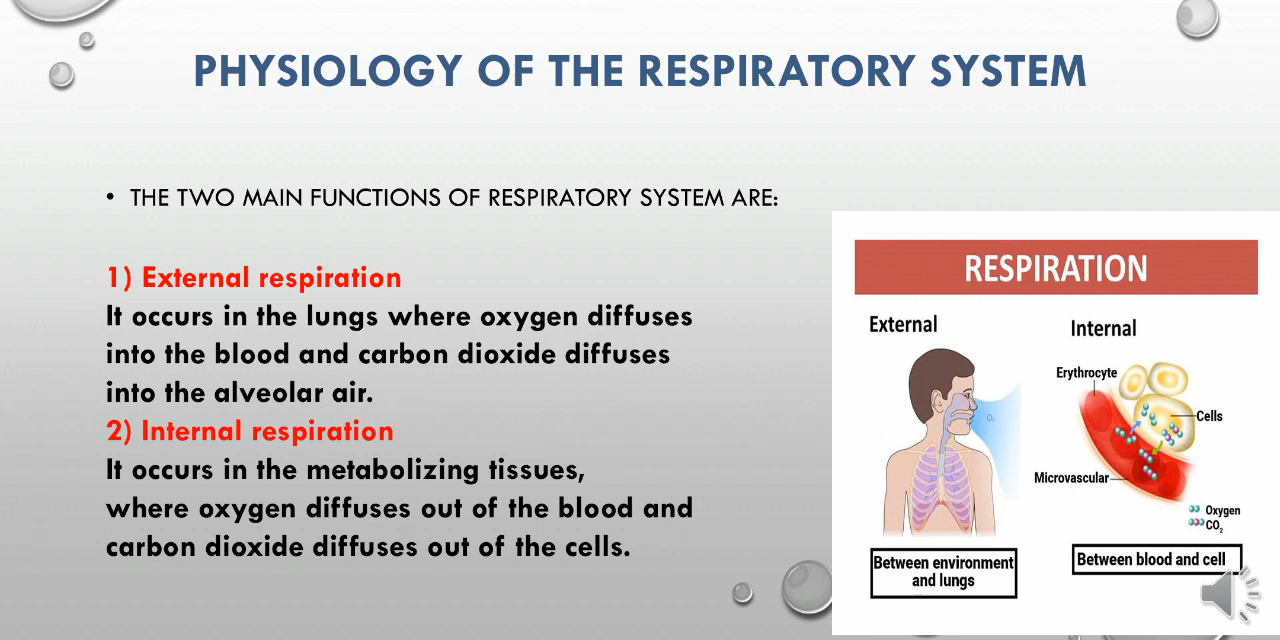 PHYSIOLOGY OF THE RESPIRATORY SYSTEM
• THE TWO MAIN FUNCTIONS OF RESPIRATORY SYSTEM ARE:
1) External respiration
It occurs in the lungs where oxygen diffuses
into the blood and carbon dioxide diffuses
into the alveolar air.
2) Internal respiration
It occurs in the metabolizing tissues,
where oxygen diffuses out of the blood and
carbon dioxide diffuses out of the cells.
RESPIRATION
External
O₂
Between environment
and lungs
Internal
Erythrocyte
Cells
Microvascular
Oxygen
CO₂
Between blood and cell